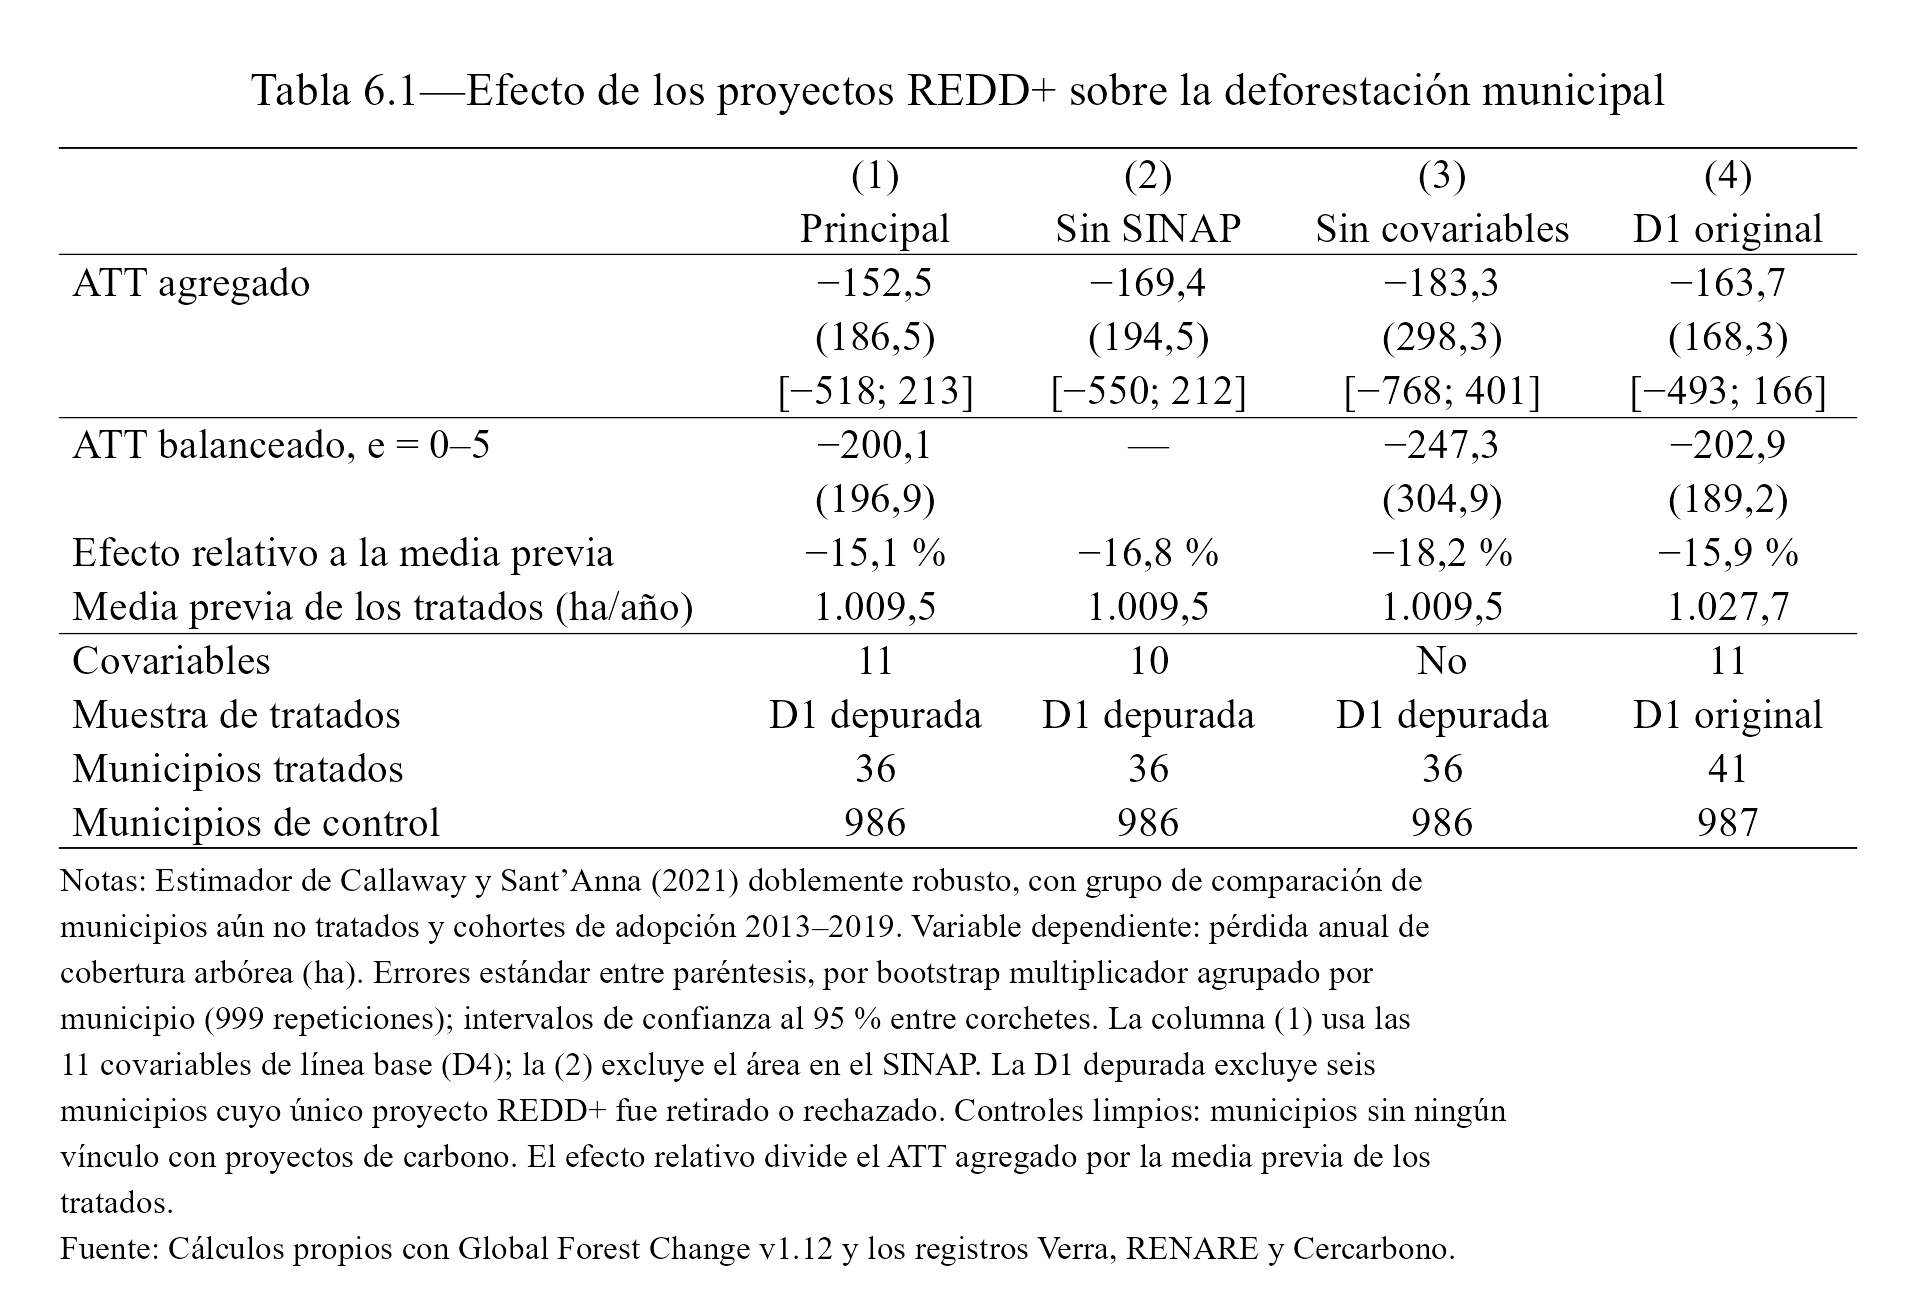 Tabla 6.1—Efecto de los proyectos REDD+ sobre la deforestación municipal
(1) (2) (3) (4)
Principal Sin SINAP Sin covariables D1 original
ATT agregado −152,5 −169,4 −183,3 −163,7
(186,5) (194,5) (298,3) (168,3)
[−518; 213] [−550; 212] [−768; 401] [−493; 166]
ATT balanceado, e = 0–5 −200,1 — −247,3 −202,9
(196,9) (304,9) (189,2)
Efecto relativo a la media previa −15,1 % −16,8 % −18,2 % −15,9 %
Media previa de los tratados (ha/año) 1.009,5 1.009,5 1.009,5 1.027,7
Covariables 11 10 No 11
Muestra de tratados D1 depurada D1 depurada D1 depurada D1 original
Municipios tratados 36 36 36 41
Municipios de control 986 986 986 987
Notas: Estimador de Callaway y Sant’Anna (2021) doblemente robusto, con grupo de comparación de
municipios aún no tratados y cohortes de adopción 2013–2019. Variable dependiente: pérdida anual de
cobertura arbórea (ha). Errores estándar entre paréntesis, por bootstrap multiplicador agrupado por
municipio (999 repeticiones); intervalos de confianza al 95 % entre corchetes. La columna (1) usa las
11 covariables de línea base (D4); la (2) excluye el área en el SINAP. La D1 depurada excluye seis
municipios cuyo único proyecto REDD+ fue retirado o rechazado. Controles limpios: municipios sin ningún
vínculo con proyectos de carbono. El efecto relativo divide el ATT agregado por la media previa de los
tratados.
Fuente: Cálculos propios con Global Forest Change v1.12 y los registros Verra, RENARE y Cercarbono.